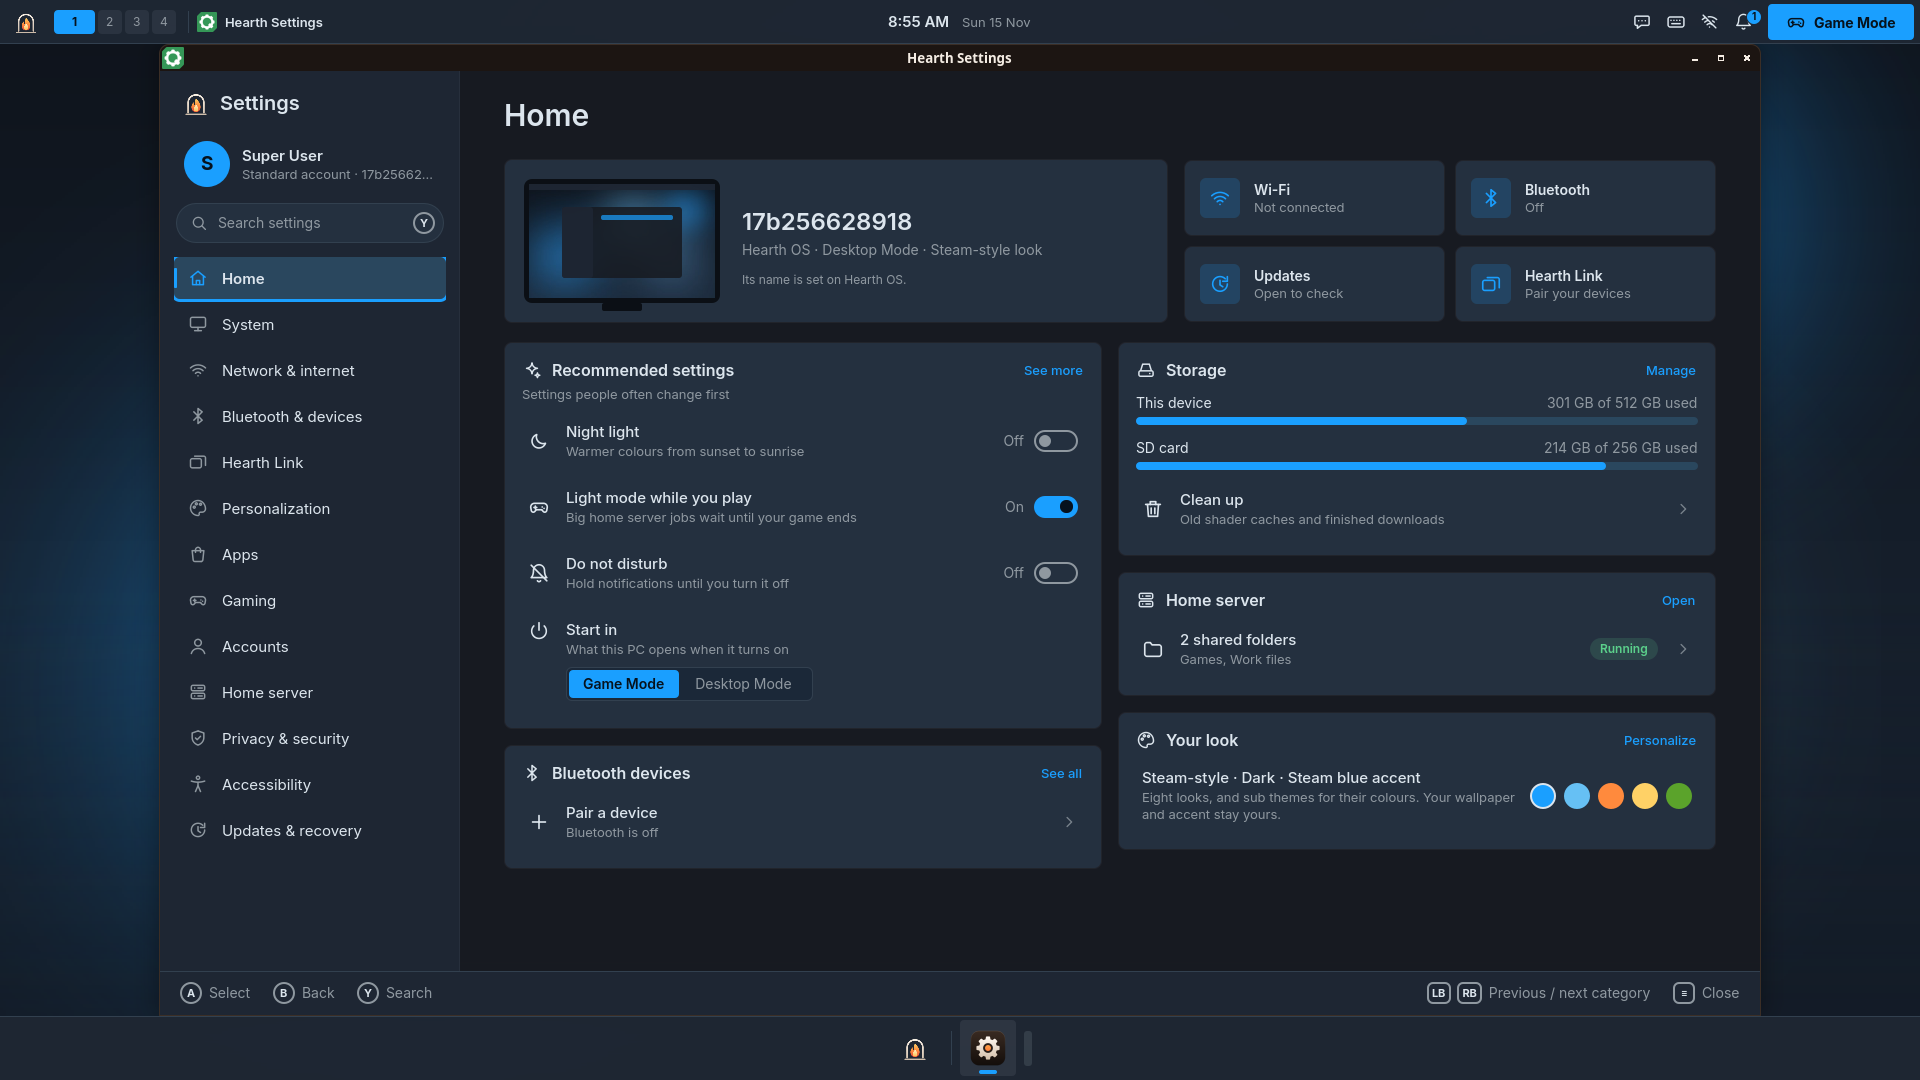 1
2
3
4
Hearth Settings
8:55 AM
Sun 15 Nov
1
Game Mode
Hearth Settings
Settings
S
Super User
Standard account · 17b25662...
Search settings
Y
Home
System
Network & internet
Bluetooth & devices
Hearth Link
Personalization
Apps
Gaming
Accounts
Home server
Privacy & security
Accessibility
Updates & recovery
Home
17b256628918
Hearth OS · Desktop Mode · Steam-style look
Its name is set on Hearth OS.
Wi-Fi
Not connected
Bluetooth
Off
Updates
Open to check
Hearth Link
Pair your devices
Recommended settings
See more
Settings people often change first
Night light
Warmer colours from sunset to sunrise
Off
Light mode while you play
Big home server jobs wait until your game ends
On
Do not disturb
Hold notifications until you turn it off
Off
Start in
What this PC opens when it turns on
Game Mode
Desktop Mode
Bluetooth devices
See all
Pair a device
Bluetooth is off
Storage
Manage
This device
301 GB of 512 GB used
SD card
214 GB of 256 GB used
Clean up
Old shader caches and finished downloads
Home server
Open
2 shared folders
Games, Work files
Running
Your look
Personalize
Steam-style · Dark · Steam blue accent
Eight looks, and sub themes for their colours. Your wallpaper
and accent stay yours.
A Select
B Back
Y Search
LB RB Previous / next category
Close